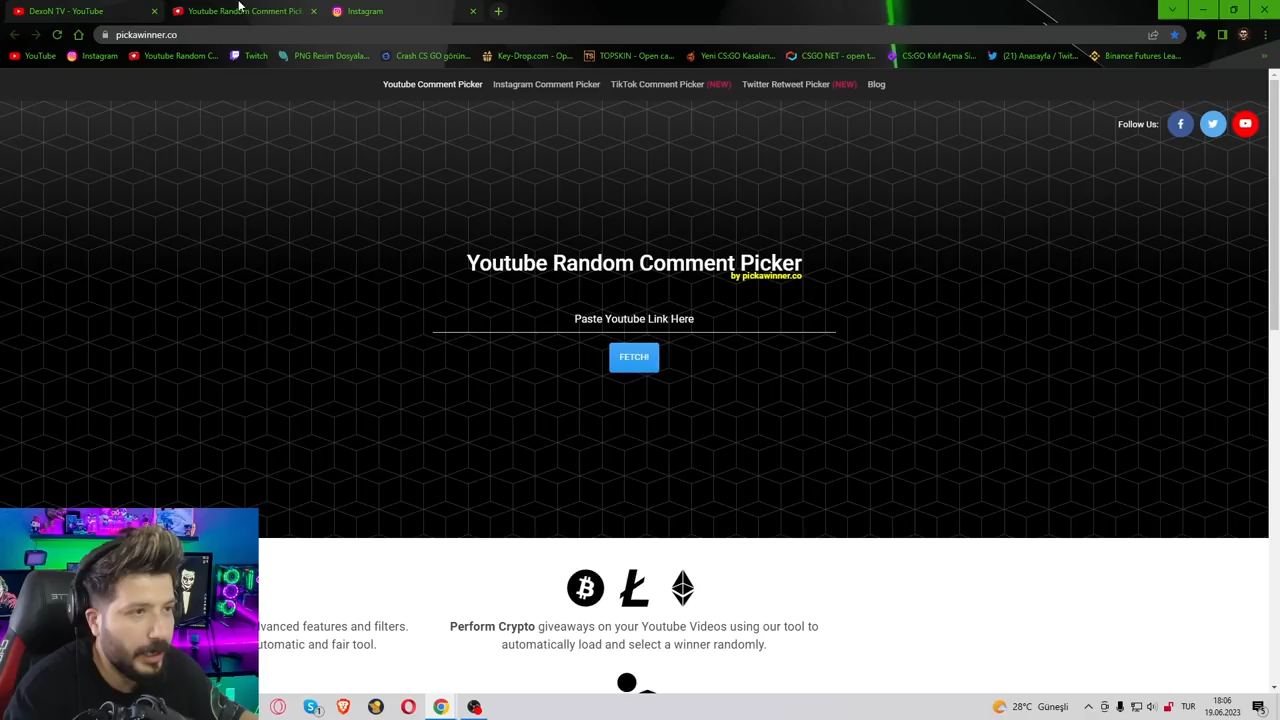 DexoN TV - YouTube
Youtube Random Comment Pick
Instagram
pickawinner.co
YouTube
Instagram
Youtube Random C...
Twitch
PNG Resim Dosyala...
Crash CS GO görün...
Key-Drop.com - Op...
TOPSKIN - Open ca...
Yeni CS:GO Kasaları...
CSGO NET - open t...
CS:GO Kılıf Açma Si...
(21) Anasayfa / Twit...
Binance Futures Lea...
Youtube Comment Picker
Instagram Comment Picker
TikTok Comment Picker (NEW)
Twitter Retweet Picker (NEW)
Blog
Follow Us:
Youtube Random Comment Picker
by pickawinner.co
Paste Youtube Link Here
FETCH!
dvanced features and filters.
utomatic and fair tool.
Perform Crypto giveaways on your Youtube Videos using our tool to
automatically load and select a winner randomly.
28°C Güneşli
TUR
18:06
19.06.2023